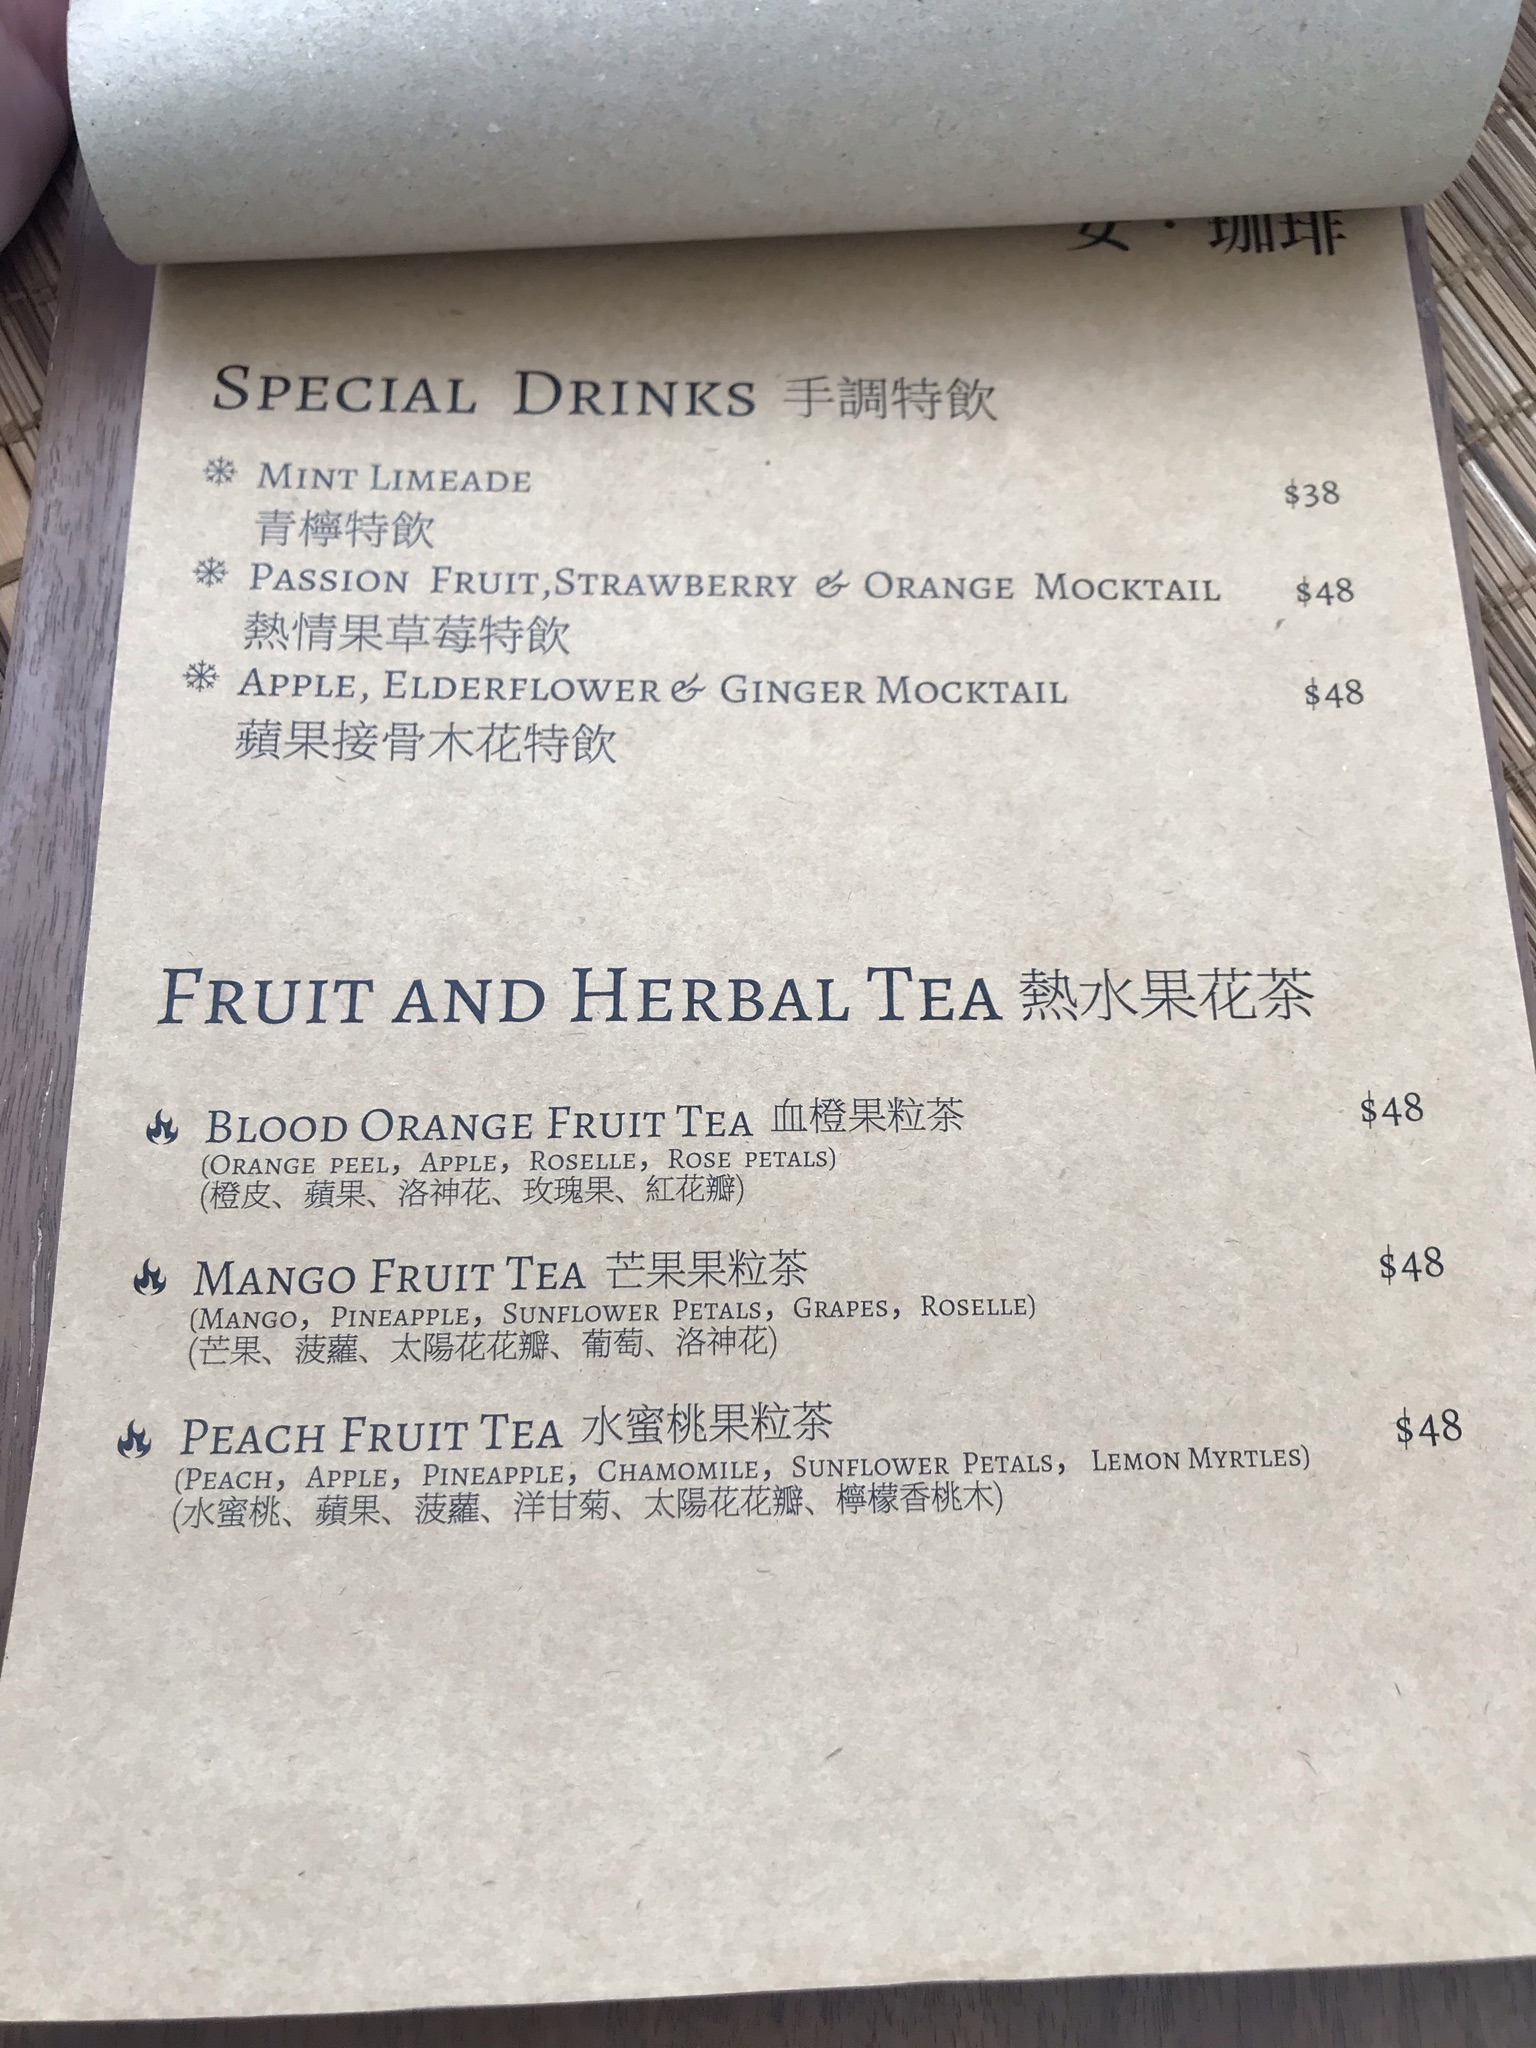 · 珈琲
SPECIAL DRINKS 手調特飲
MINT LIMEADE $38
青檸特飲
PASSION FRUIT,STRAWBERRY & ORANGE MOCKTAIL $48
熱情果草莓特飲
APPLE, ELDERFLOWER & GINGER MOCKTAIL $48
蘋果接骨木花特飲
FRUIT AND HERBAL TEA 熱水果花茶
BLOOD ORANGE FRUIT TEA 血橙果粒茶 $48
(ORANGE PEEL, APPLE, ROSELLE, ROSE PETALS)
(橙皮、蘋果、洛神花、玫瑰果、紅花瓣)
MANGO FRUIT TEA 芒果果粒茶 $48
(MANGO, PINEAPPLE, SUNFLOWER PETALS, GRAPES, ROSELLE)
(芒果、菠蘿、太陽花花瓣、葡萄、洛神花)
PEACH FRUIT TEA 水蜜桃果粒茶 $48
(PEACH, APPLE, PINEAPPLE, CHAMOMILE, SUNFLOWER PETALS, LEMON MYRTLES)
(水蜜桃、蘋果、菠蘿、洋甘菊、太陽花花瓣、檸檬香桃木)